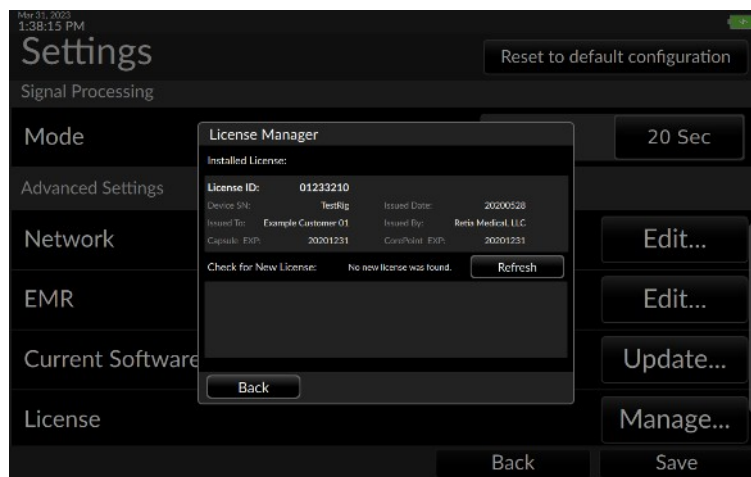 Mar 31, 2023
1:38:15 PM
Settings
Reset to default configuration
Signal Processing
Mode
20 Sec
License Manager
Installed License:
License ID: 01233210
Device SN: TestRig Issued Date: 20200528
Issued To: Example Customer 01 Issued By: Retia Medical, LLC
Capsule EXP: 20201231 CorePoint EXP: 20201231
Check for New License: No new license was found. Refresh
Back
Advanced Settings
Network Edit...
EMR Edit...
Current Software Update...
License Manage...
Back Save